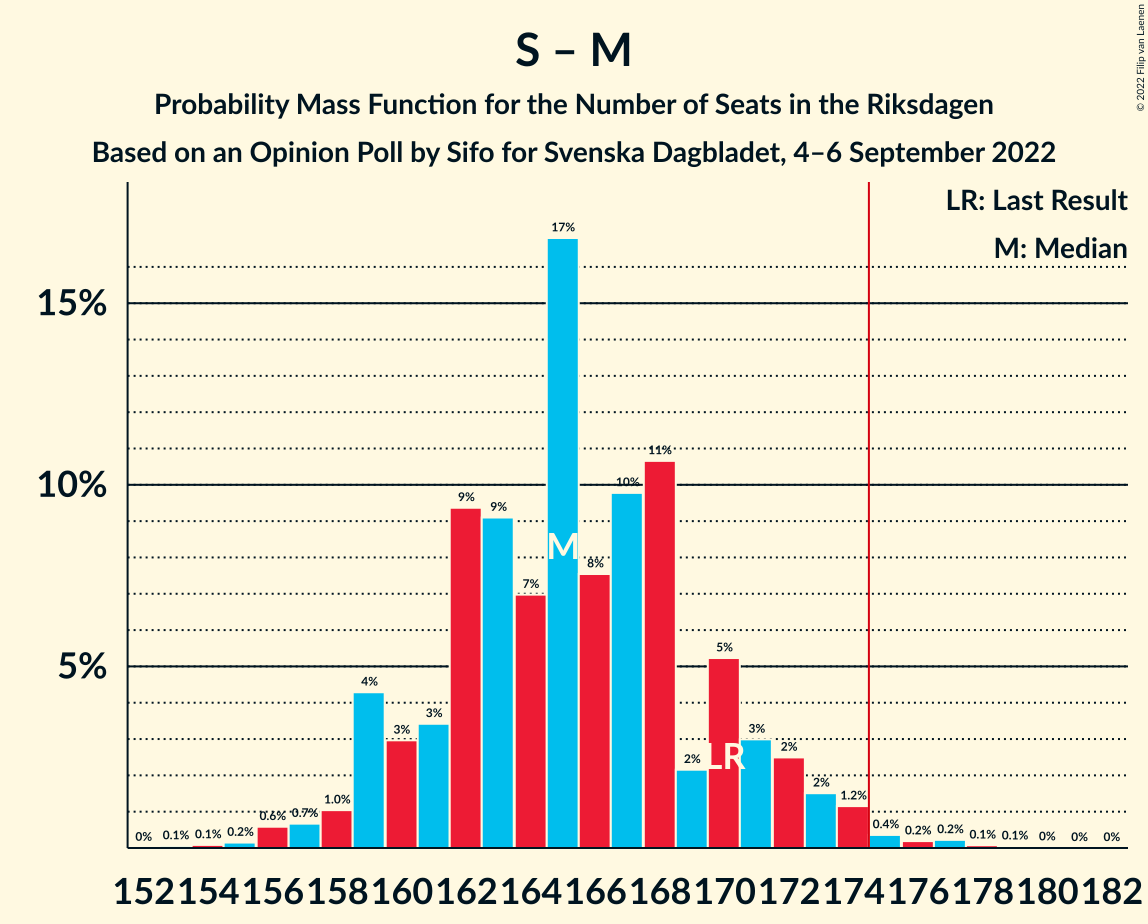 S – M
Probability Mass Function for the Number of Seats in the Riksdagen
Based on an Opinion Poll by Sifo for Svenska Dagbladet, 4–6 September 2022
© 2022 Filip van Laenen
LR: Last Result
M: Median
15%
10%
5%
0% 0.1% 0.1% 0.2% 0.6% 0.7% 1.0% 4% 3% 3% 9% 9% 7% 17% 8% 10% 11% 2% 5% 3% 2% 2% 1.2% 0.4% 0.2% 0.2% 0.1% 0.1% 0% 0% 0%
M
LR
152 154 156 158 160 162 164 166 168 170 172 174 176 178 180 182